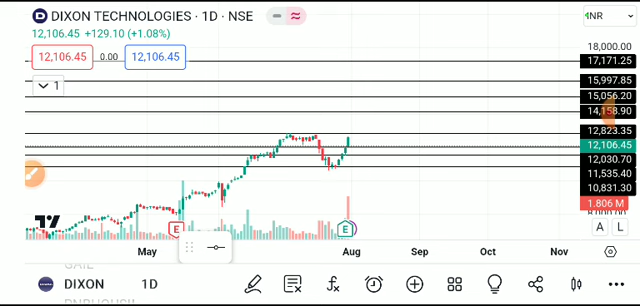 DIXON TECHNOLOGIES · 1D · NSE
INR
12,106.45 +129.10 (+1.08%)
12,106.45 0.00 12,106.45
1
18,000.00
17,171.25
15,997.85
15,056.20
14,158.90
12,823.35
12,106.45
12,030.70
11,535.40
10,831.30
1.806 M
E E
A L
May Aug Sep Oct Nov
DIXON 1D